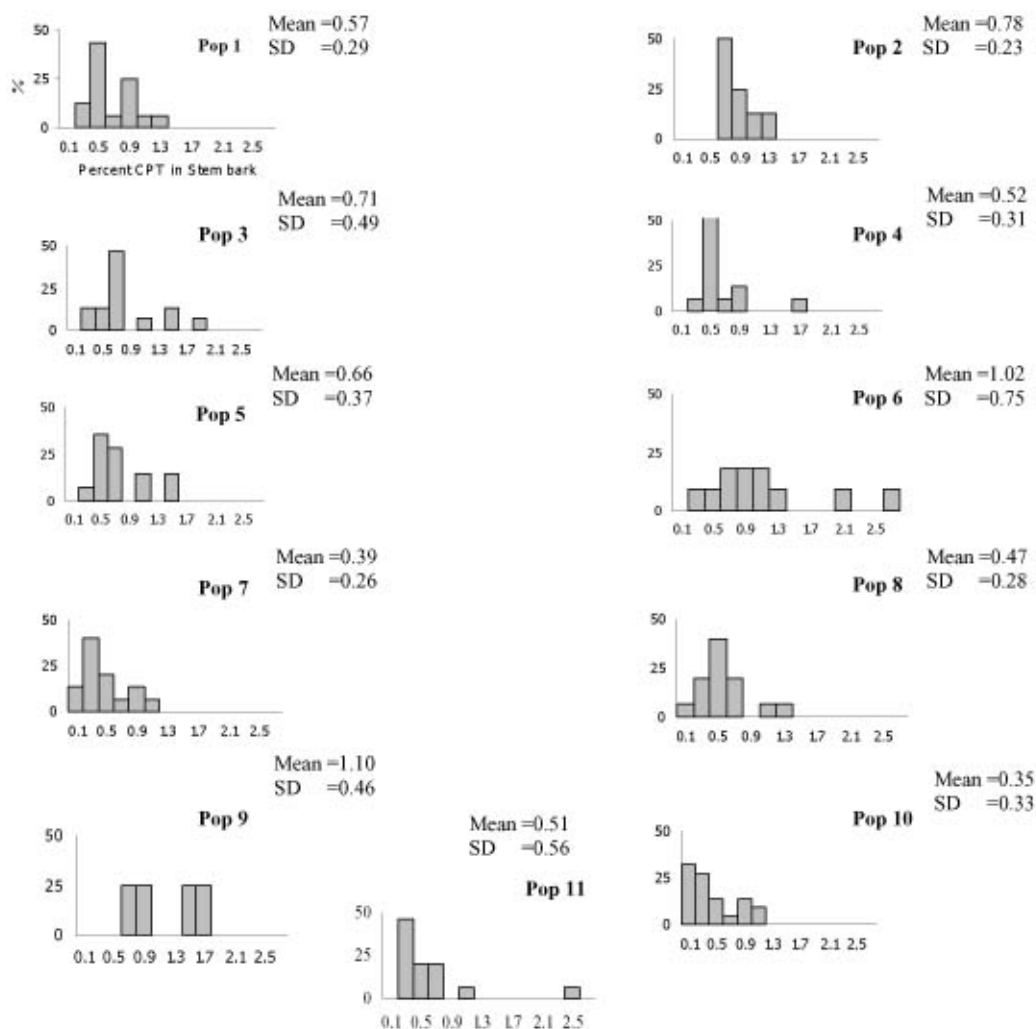 Mean =0.57
SD =0.29
Pop 1
50
25
0
%
0.1 0.5 0.9 1.3 1.7 2.1 2.5
Percent CPT in Stem bark
Mean =0.78
SD =0.23
Pop 2
50
25
0
0.1 0.5 0.9 1.3 1.7 2.1 2.5
Mean =0.71
SD =0.49
Pop 3
50
25
0
0.1 0.5 0.9 1.3 1.7 2.1 2.5
Mean =0.52
SD =0.31
Pop 4
50
25
0
0.1 0.5 0.9 1.3 1.7 2.1 2.5
Mean =0.66
SD =0.37
Pop 5
50
25
0
0.1 0.5 0.9 1.3 1.7 2.1 2.5
Mean =1.02
SD =0.75
Pop 6
50
25
0
0.1 0.5 0.9 1.3 1.7 2.1 2.5
Mean =0.39
SD =0.26
Pop 7
50
25
0
0.1 0.5 0.9 1.3 1.7 2.1 2.5
Mean =0.47
SD =0.28
Pop 8
50
25
0
0.1 0.5 0.9 1.3 1.7 2.1 2.5
Mean =1.10
SD =0.46
Pop 9
50
25
0
0.1 0.5 0.9 1.3 1.7 2.1 2.5
Mean =0.35
SD =0.33
Pop 10
50
25
0
0.1 0.5 0.9 1.3 1.7 2.1 2.5
Mean =0.51
SD =0.56
Pop 11
50
25
0
0.1 0.5 0.9 1.3 1.7 2.1 2.5